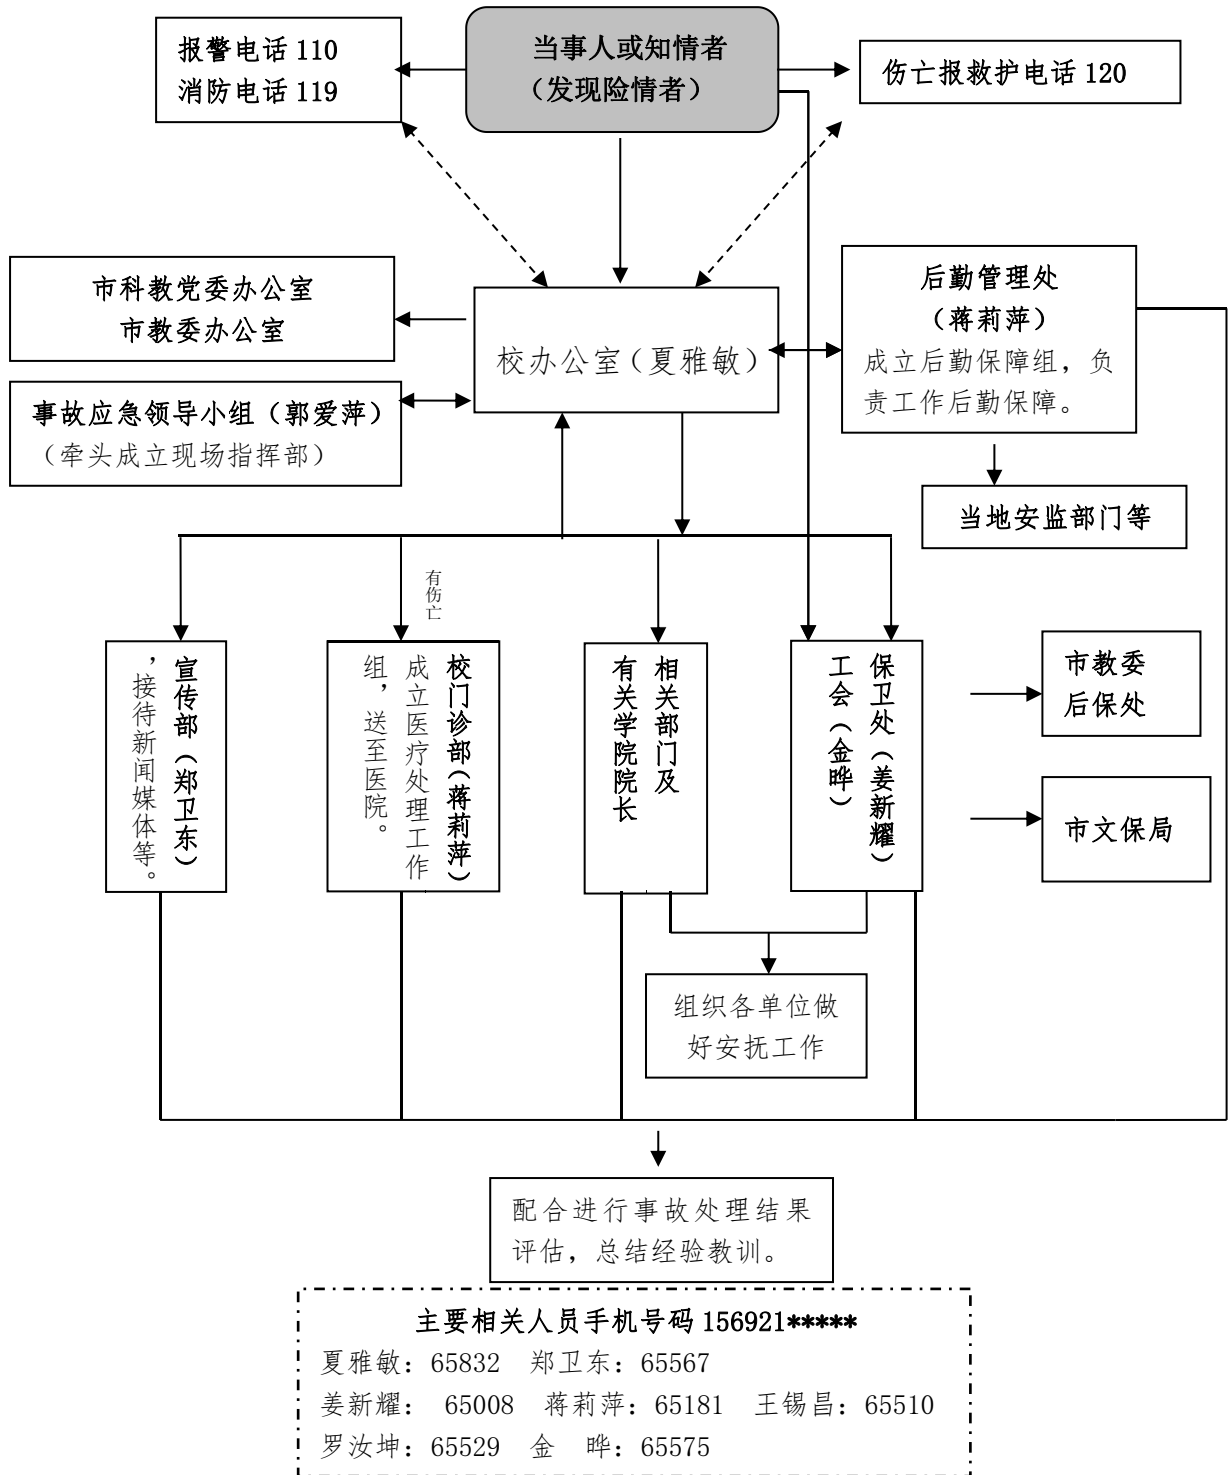 报警电话 110
消防电话 119
当事人或知情者
（发现险情者）
伤亡报救护电话 120
市科教党委办公室
市教委办公室
校办公室（夏雅敏）
后勤管理处
（蒋莉萍）
成立后勤保障组，负
责工作后勤保障。
事故应急领导小组（郭爱萍）
（牵头成立现场指挥部）
当地安监部门等
有伤亡
宣传部（郑卫东）
，接待新闻媒体等。
校门诊部（蒋莉萍）
成立医疗处理工作
组，送至医院。
相关部门及
有关学院院长
保卫处（姜新耀）
工会（金晔）
市教委
后保处
市文保局
组织各单位做
好安抚工作
配合进行事故处理结果
评估，总结经验教训。
主要相关人员手机号码 156921*****
夏雅敏：65832 郑卫东：65567
姜新耀： 65008 蒋莉萍：65181 王锡昌：65510
罗汝坤：65529 金 晔：65575